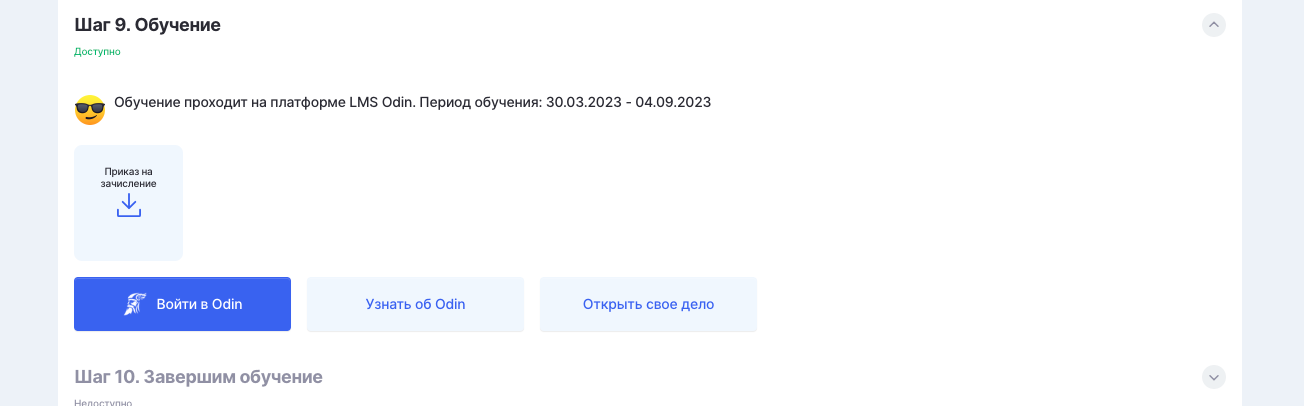 Шаг 9. Обучение
Доступно
Обучение проходит на платформе LMS Odin. Период обучения: 30.03.2023 - 04.09.2023
Приказ на
зачисление
Войти в Odin
Узнать об Odin
Открыть свое дело
Шаг 10. Завершим обучение
Недоступно